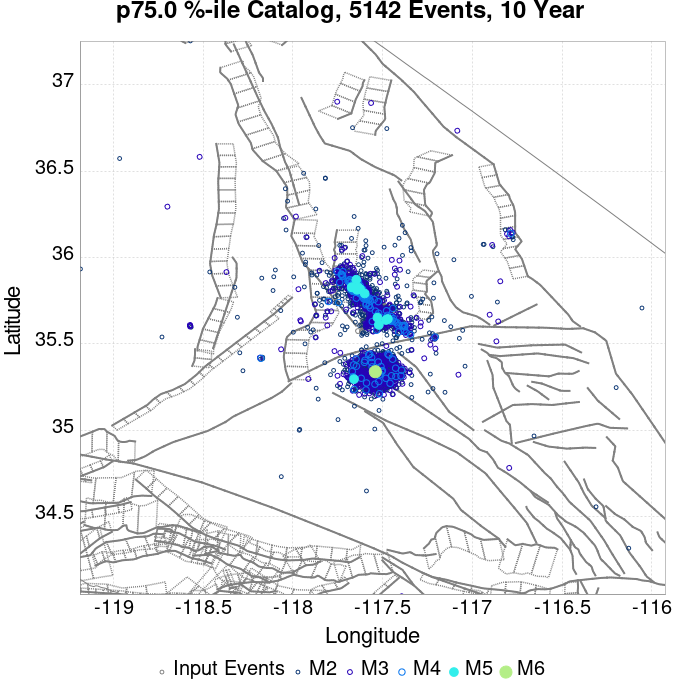 p75.0 %-ile Catalog, 5142 Events, 10 Year
37
36.5
36
35.5
35
34.5
Latitude
-119 -118.5 -118 -117.5 -117 -116.5 -116
Longitude
Input Events M2 M3 M4 M5 M6